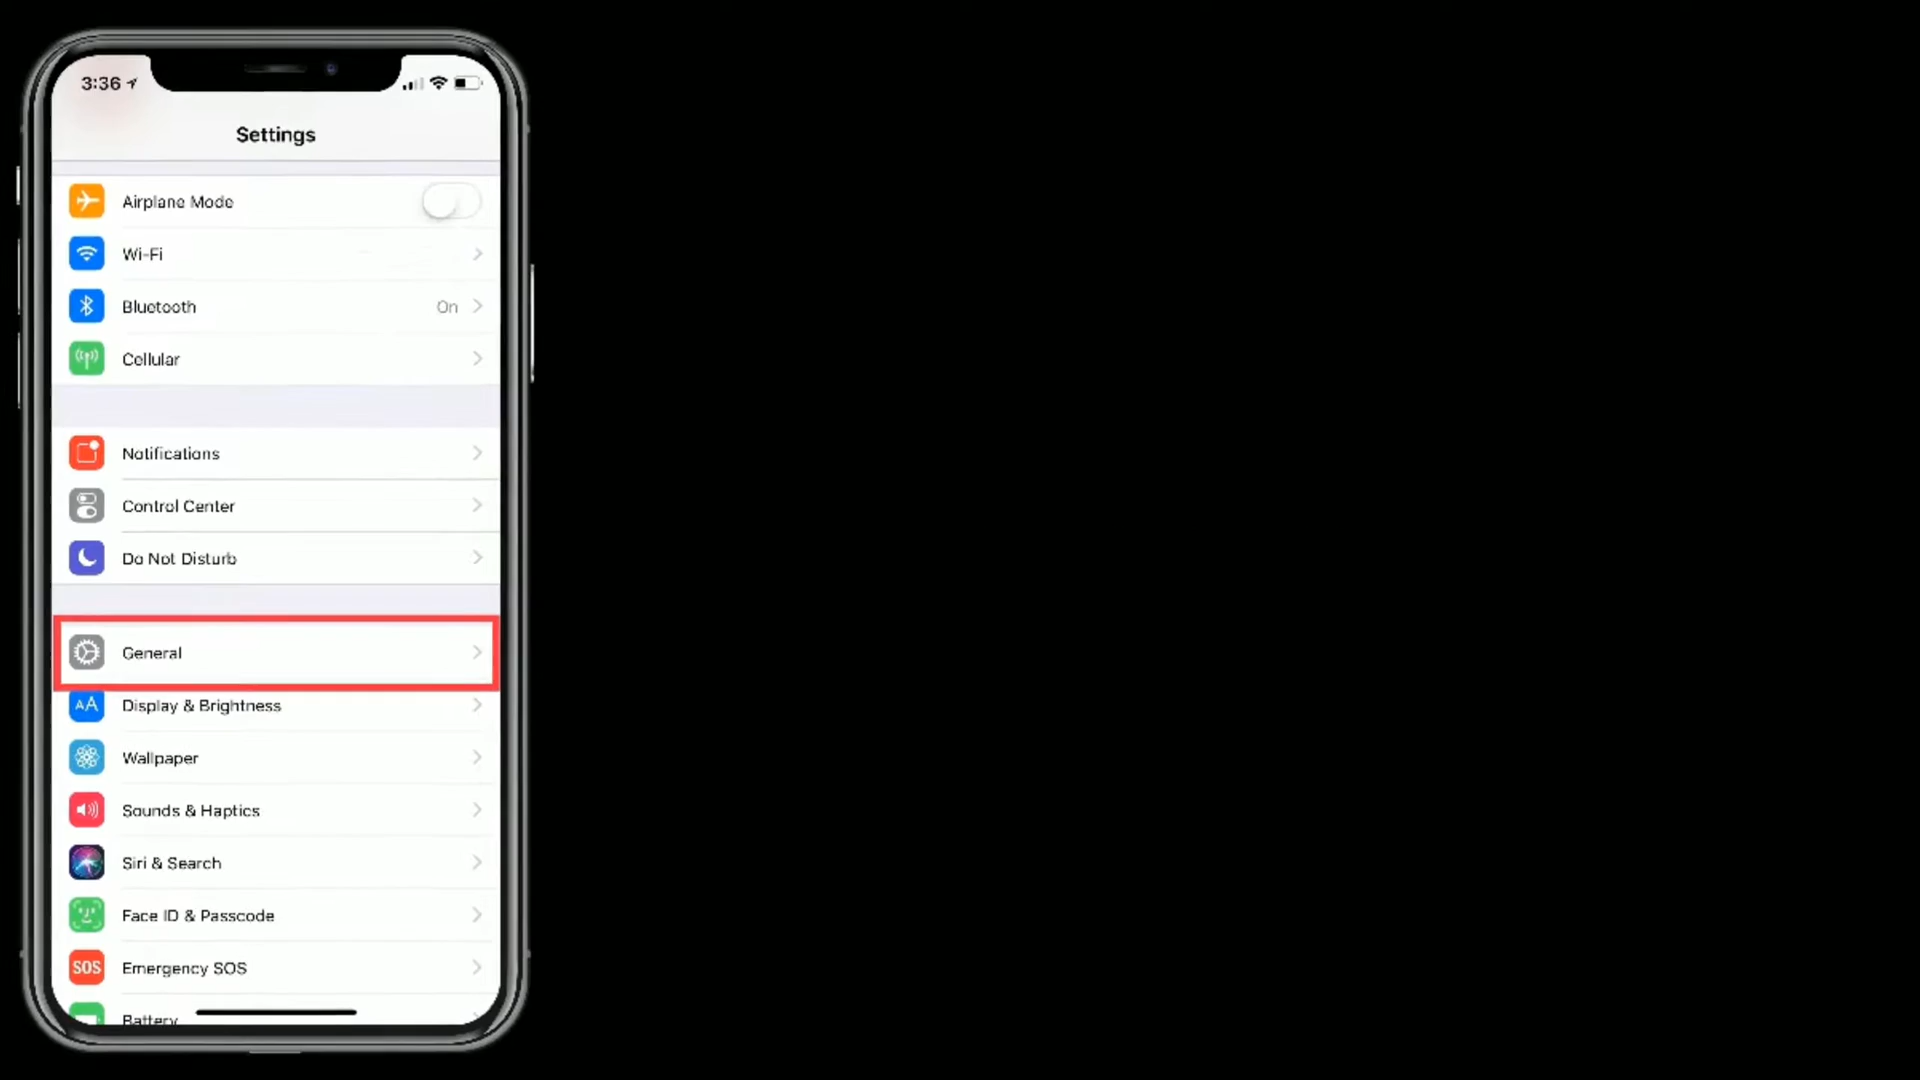 3:36
Settings
Airplane Mode
Wi-Fi
Bluetooth On
Cellular
Notifications
Control Center
Do Not Disturb
General
AA Display & Brightness
Wallpaper
Sounds & Haptics
Siri & Search
Face ID & Passcode
SOS Emergency SOS
Battery